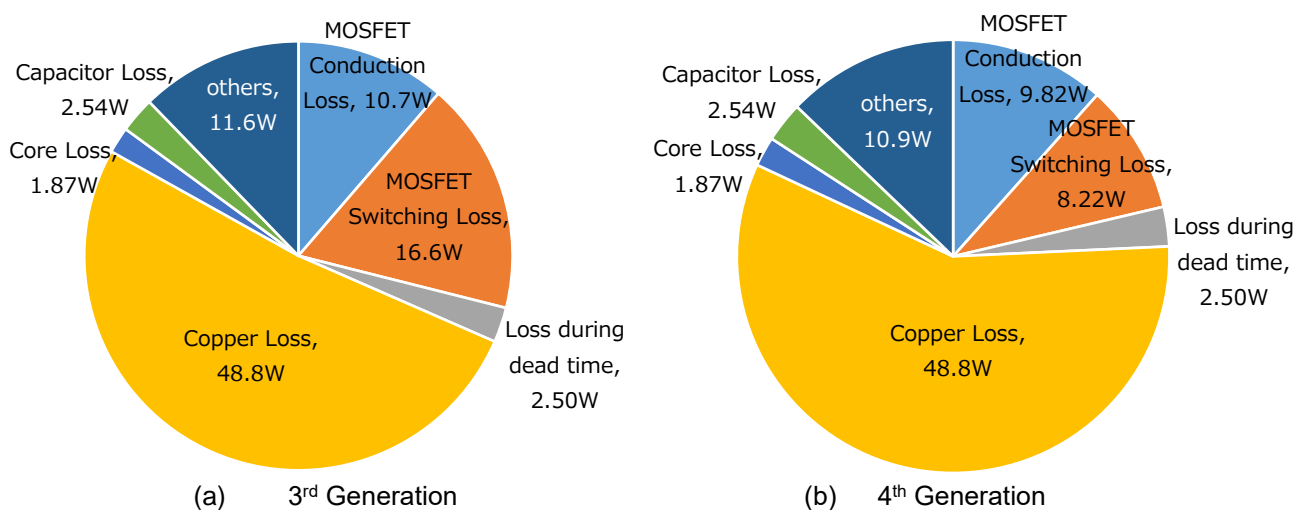 MOSFET
Conduction
Loss, 10.7W
MOSFET
Switching Loss,
16.6W
Loss during
dead time,
2.50W
Copper Loss,
48.8W
Core Loss,
1.87W
Capacitor Loss,
2.54W
others,
11.6W
(a) 3rd Generation
MOSFET
Conduction
Loss, 9.82W
MOSFET
Switching Loss,
8.22W
Loss during
dead time,
2.50W
Copper Loss,
48.8W
Core Loss,
1.87W
Capacitor Loss,
2.54W
others,
10.9W
(b) 4th Generation